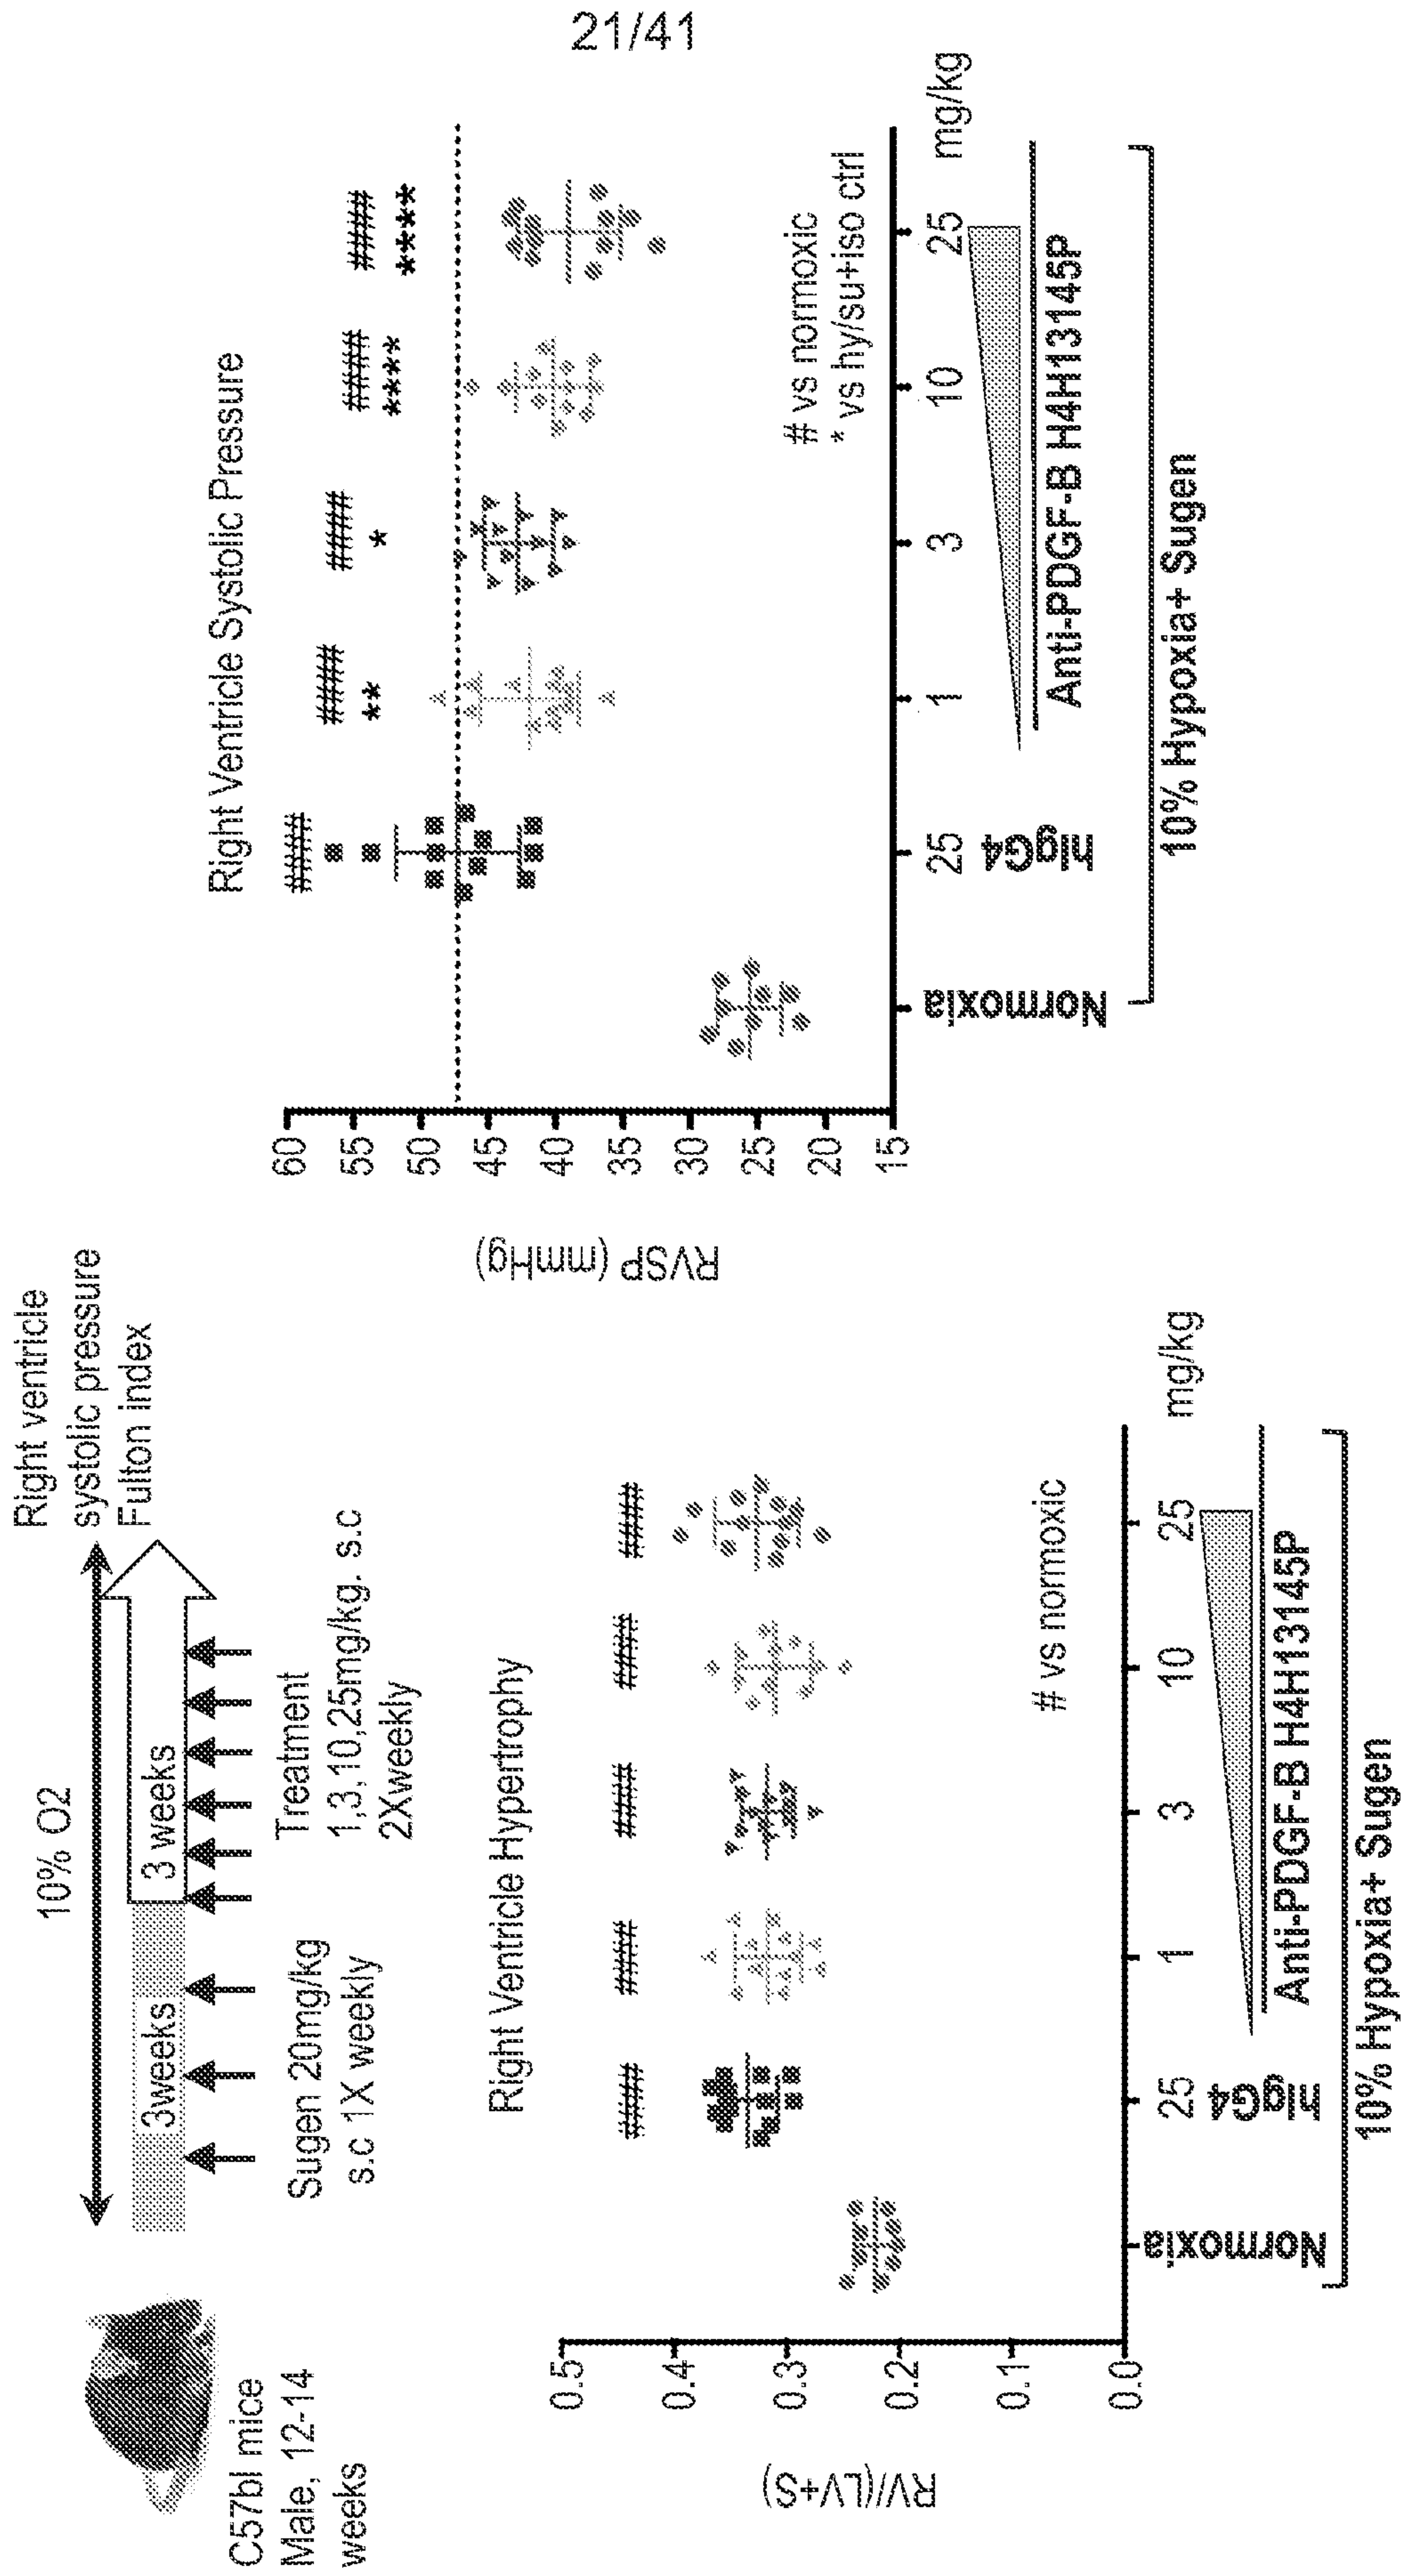 21/41
C57bl mice
Male, 12-14
weeks
10% O2
3weeks
3 weeks
Right ventricle
systolic pressure
Fulton index
Sugen 20mg/kg
s.c 1X weekly
Treatment
1,3,10,25mg/kg. s.c
2Xweekly
Right Ventricle Hypertrophy
RV/(LV+S)
0.5
0.4
0.3
0.2
0.1
0.0
####
####
####
####
####
# vs normoxic
Normoxia
25
1
3
10
25
mg/kg
hIgG4
Anti-PDGF-B H4H13145P
10% Hypoxia+ Sugen
Right Ventricle Systolic Pressure
RVSP (mmHg)
60
55
50
45
40
35
30
25
20
15
####
####
####
####
####
**
*
****
****
# vs normoxic
* vs hy/su+iso ctrl
Normoxia
25
1
3
10
25
mg/kg
hIgG4
Anti-PDGF-B H4H13145P
10% Hypoxia+ Sugen